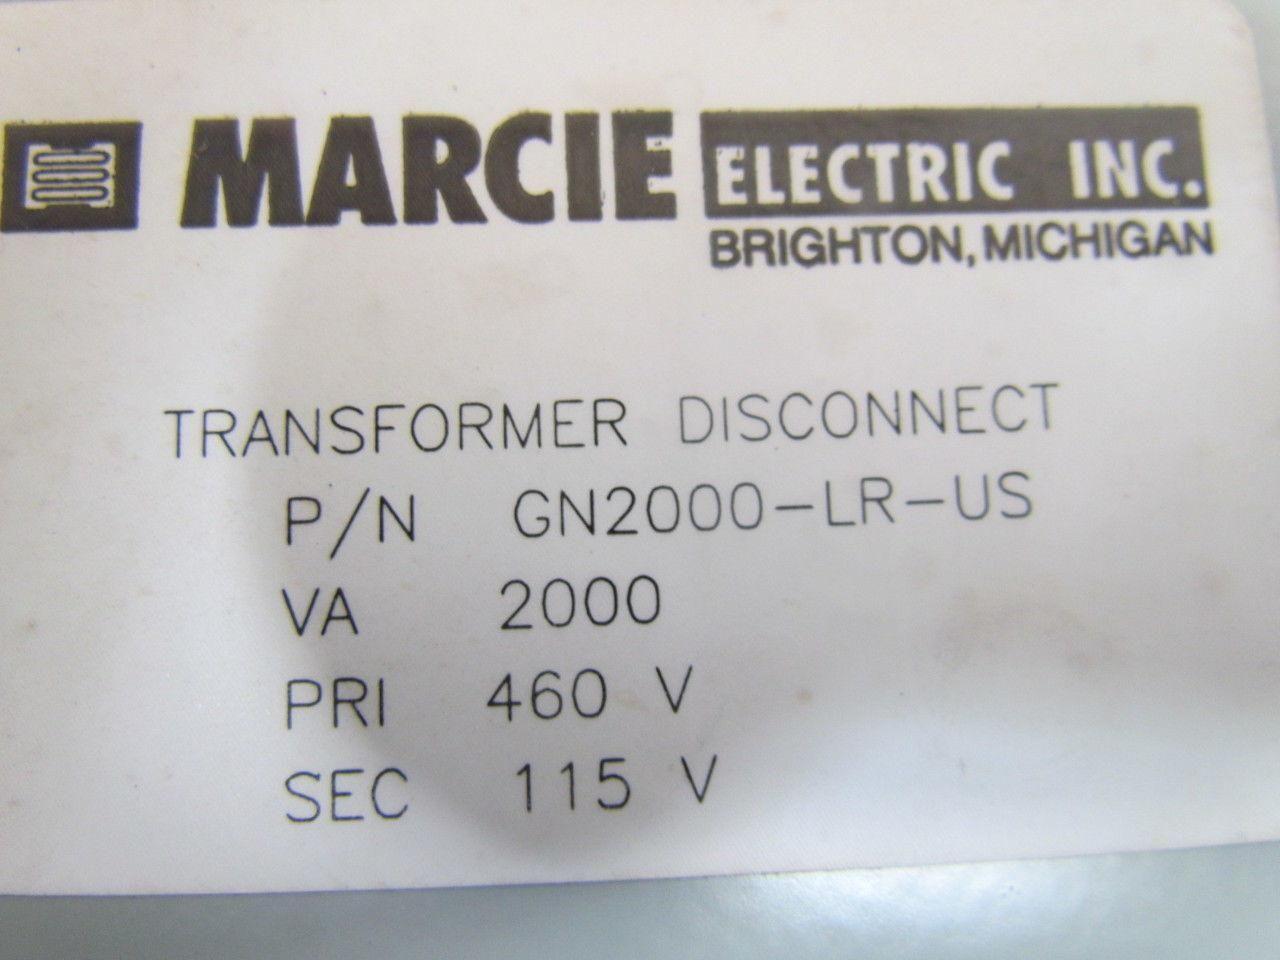 MARCIE ELECTRIC INC.
BRIGHTON, MICHIGAN
TRANSFORMER DISCONNECT
P/N GN2000-LR-US
VA 2000
PRI 460 V
SEC 115 V